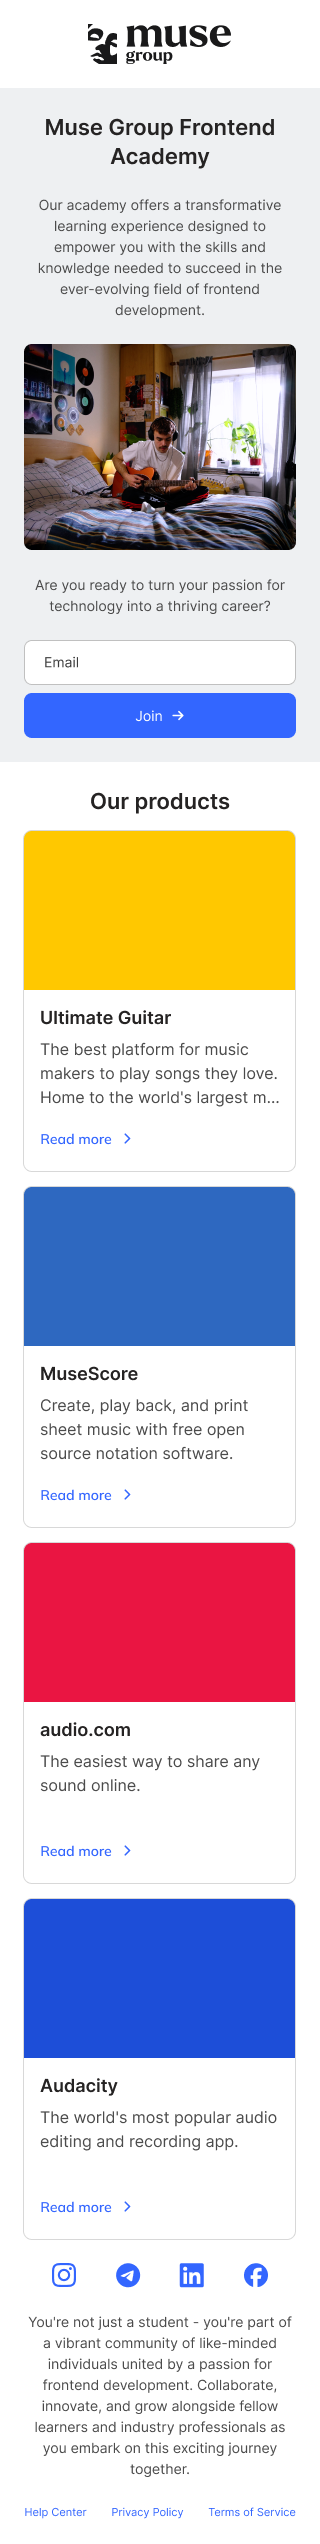 muse
group
Muse Group Frontend
Academy
Our academy offers a transformative
learning experience designed to
empower you with the skills and
knowledge needed to succeed in the
ever-evolving field of frontend
development.
Are you ready to turn your passion for
technology into a thriving career?
Email
Join →
Our products
Ultimate Guitar
The best platform for music
makers to play songs they love.
Home to the world's largest m...
Read more
MuseScore
Create, play back, and print
sheet music with free open
source notation software.
Read more
audio.com
The easiest way to share any
sound online.
Read more
Audacity
The world's most popular audio
editing and recording app.
Read more
You're not just a student - you're part of
a vibrant community of like-minded
individuals united by a passion for
frontend development. Collaborate,
innovate, and grow alongside fellow
learners and industry professionals as
you embark on this exciting journey
together.
Help Center Privacy Policy Terms of Service